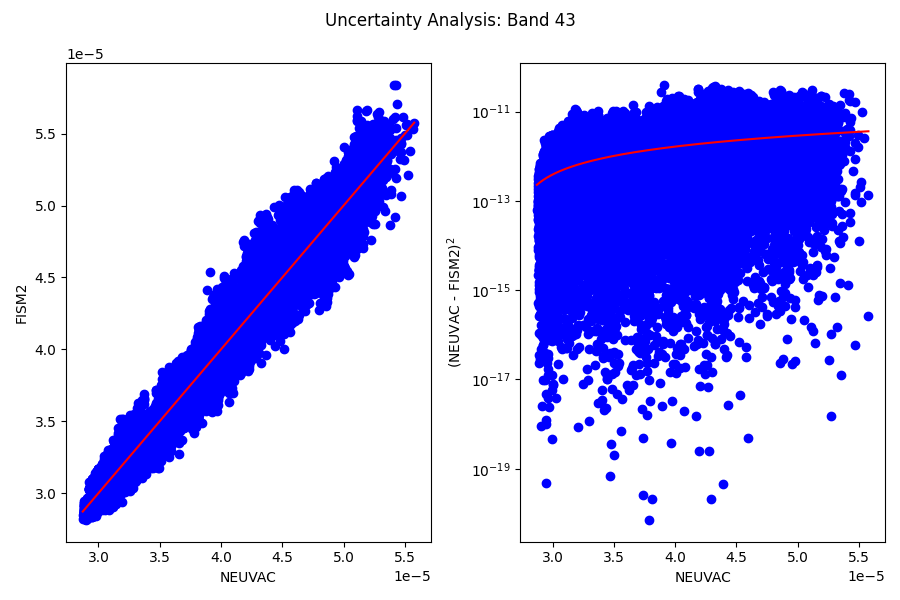 Uncertainty Analysis: Band 43
1e−5
FISM2
5.5
5.0
4.5
4.0
3.5
3.0
3.0 3.5 4.0 4.5 5.0 5.5
NEUVAC
1e−5
(NEUVAC - FISM2)²
10⁻¹¹
10⁻¹³
10⁻¹⁵
10⁻¹⁷
10⁻¹⁹
3.0 3.5 4.0 4.5 5.0 5.5
NEUVAC
1e−5